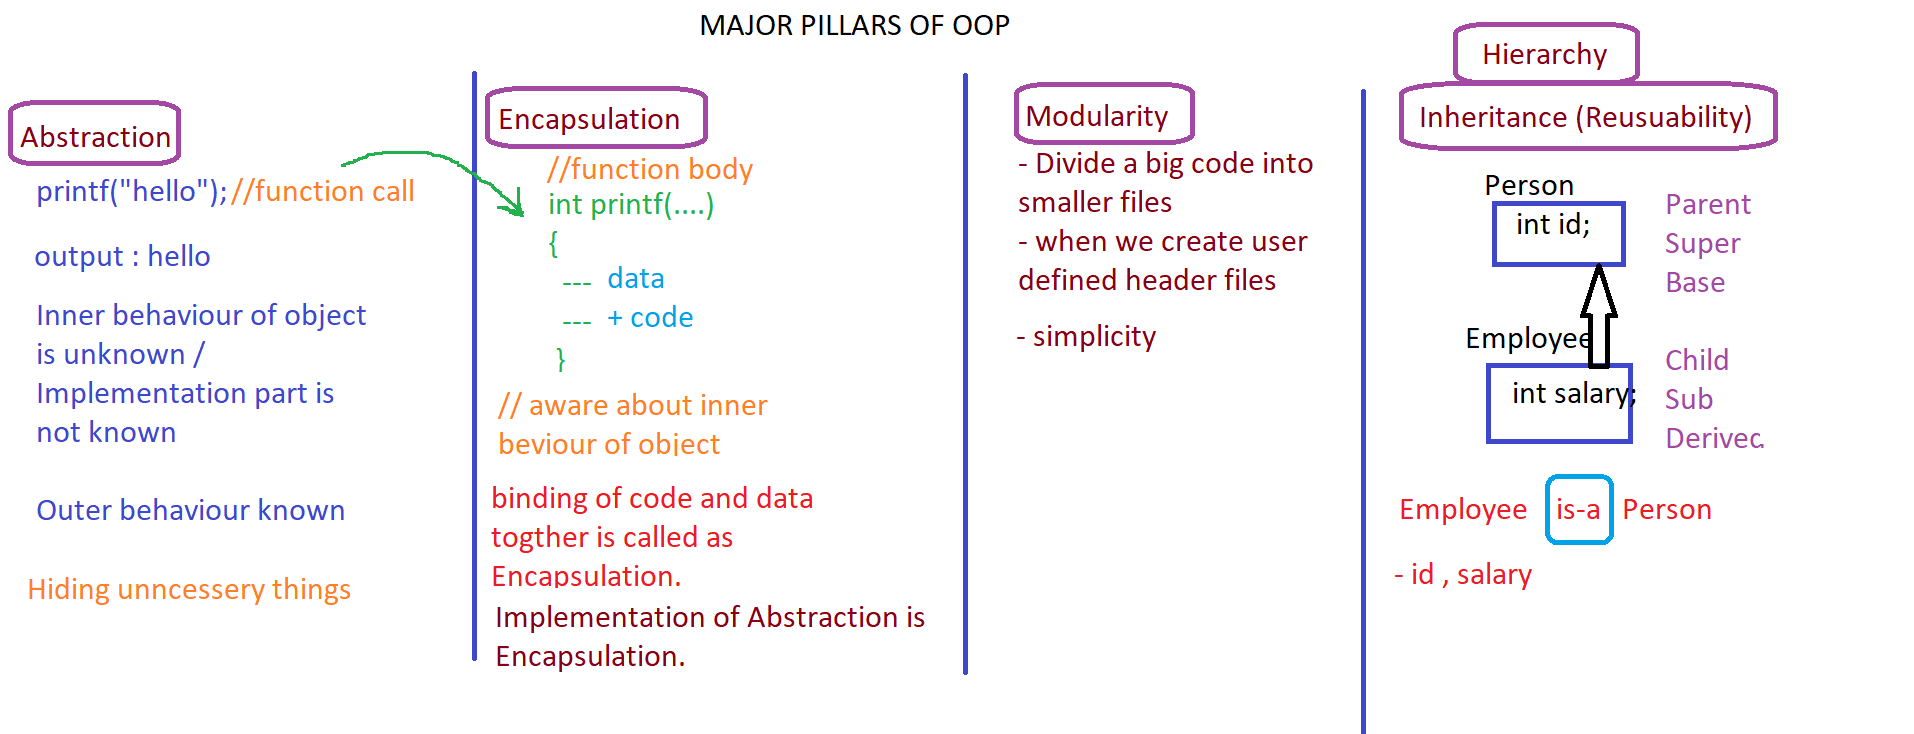 MAJOR PILLARS OF OOP
Abstraction
printf("hello"); //function call
output : hello
Inner behaviour of object
is unknown /
Implementation part is
not known
Outer behaviour known
Hiding unncessery things
Encapsulation
//function body
int printf(....)
{
--- data
--- + code
}
// aware about inner
beviour of object
binding of code and data
togther is called as
Encapsulation.
Implementation of Abstraction is
Encapsulation.
Modularity
- Divide a big code into
smaller files
- when we create user
defined header files
- simplicity
Hierarchy
Inheritance (Reusuability)
Person
int id;
Parent
Super
Base
Employee
int salary;
Child
Sub
Derived
Employee is-a Person
- id , salary